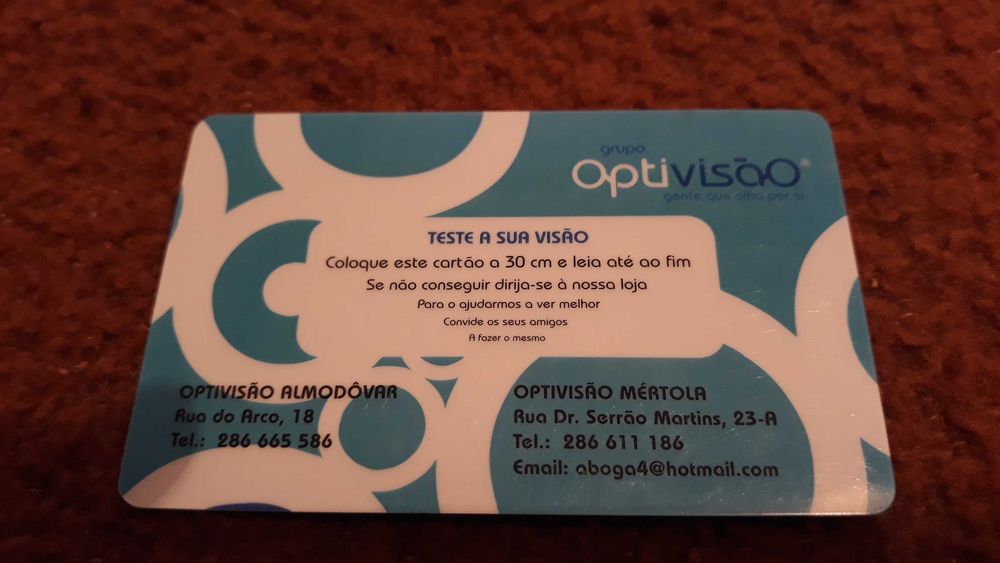 grupo
Optivisão®
gente que olha por si
TESTE A SUA VISÃO
Coloque este cartão a 30 cm e leia até ao fim
Se não conseguir dirija-se à nossa loja
Para o ajudarmos a ver melhor
Convide os seus amigos
A fazer o mesmo
OPTIVISÃO ALMODÔVAR
Rua do Arco, 18
Tel.: 286 665 586
OPTIVISÃO MÉRTOLA
Rua Dr. Serrão Martins, 23-A
Tel.: 286 611 186
Email: aboga4@hotmail.com